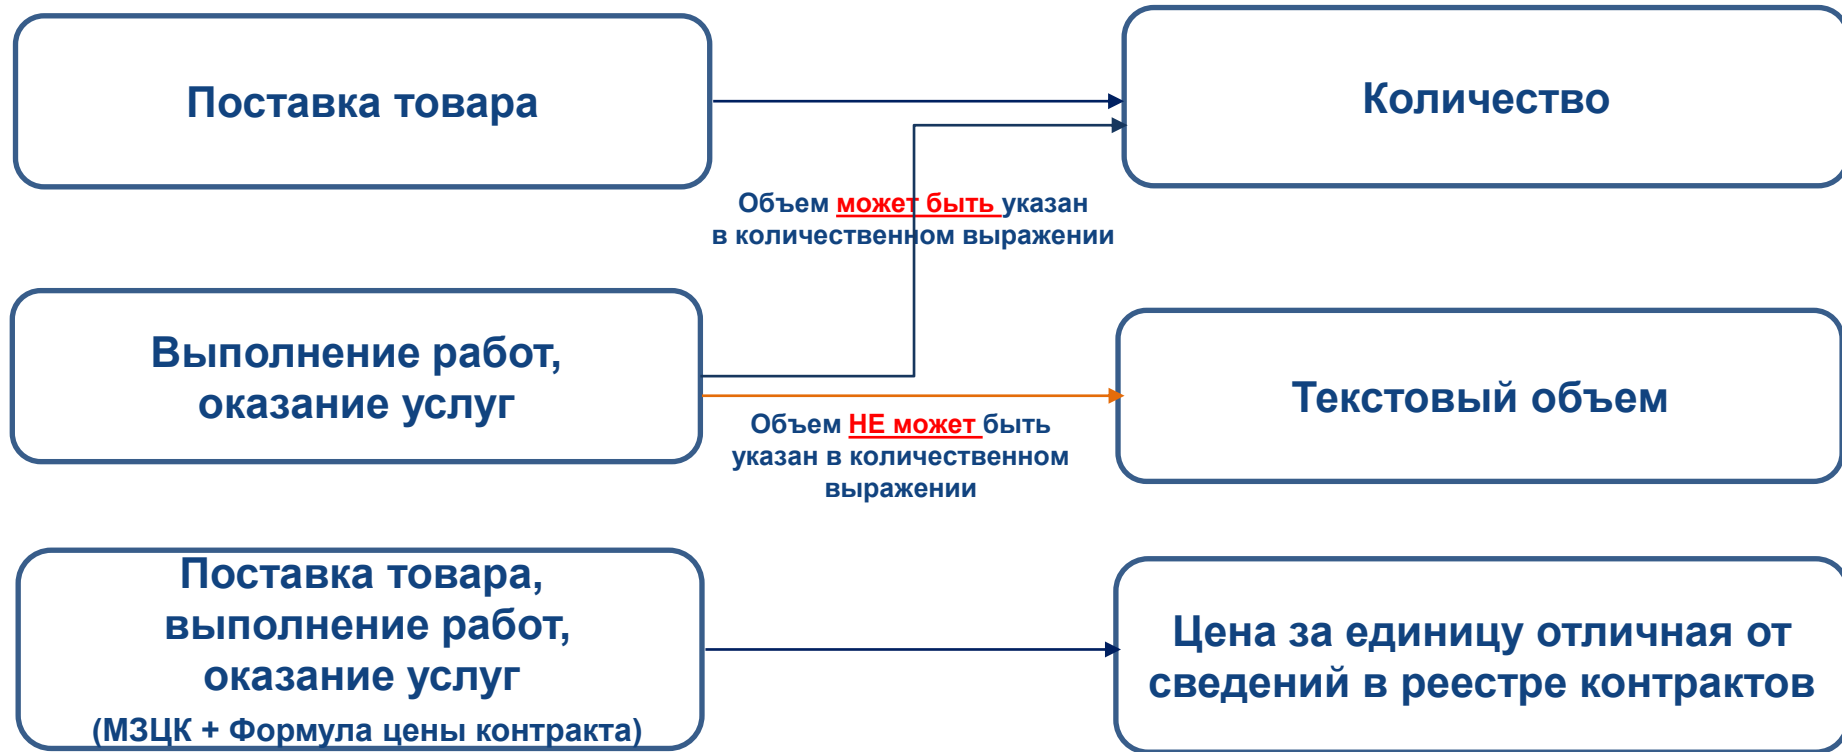 Поставка товара
Количество
Объем может быть указан
в количественном выражении
Выполнение работ,
оказание услуг
Текстовый объем
Объем НЕ может быть
указан в количественном
выражении
Поставка товара,
выполнение работ,
оказание услуг
(МЗЦК + Формула цены контракта)
Цена за единицу отличная от
сведений в реестре контрактов